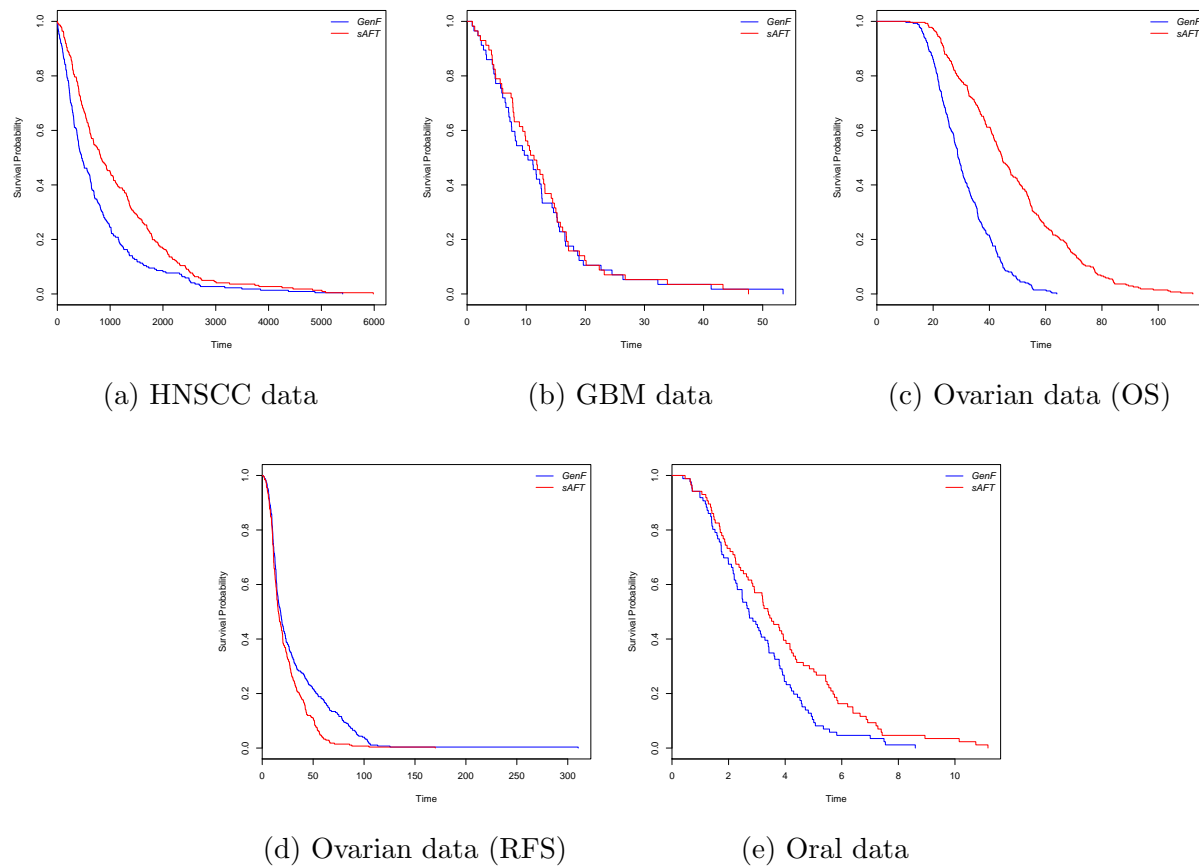 GenF
sAFT
Survival Probability
0.0 0.2 0.4 0.6 0.8 1.0
0 1000 2000 3000 4000 5000 6000
Time
(a) HNSCC data
GenF
sAFT
Survival Probability
0.0 0.2 0.4 0.6 0.8 1.0
0 10 20 30 40 50
Time
(b) GBM data
GenF
sAFT
Survival Probability
0.0 0.2 0.4 0.6 0.8 1.0
0 20 40 60 80 100
Time
(c) Ovarian data (OS)
GenF
sAFT
Survival Probability
0.0 0.2 0.4 0.6 0.8 1.0
0 50 100 150 200 250 300
Time
(d) Ovarian data (RFS)
GenF
sAFT
Survival Probability
0.0 0.2 0.4 0.6 0.8 1.0
0 2 4 6 8 10
Time
(e) Oral data